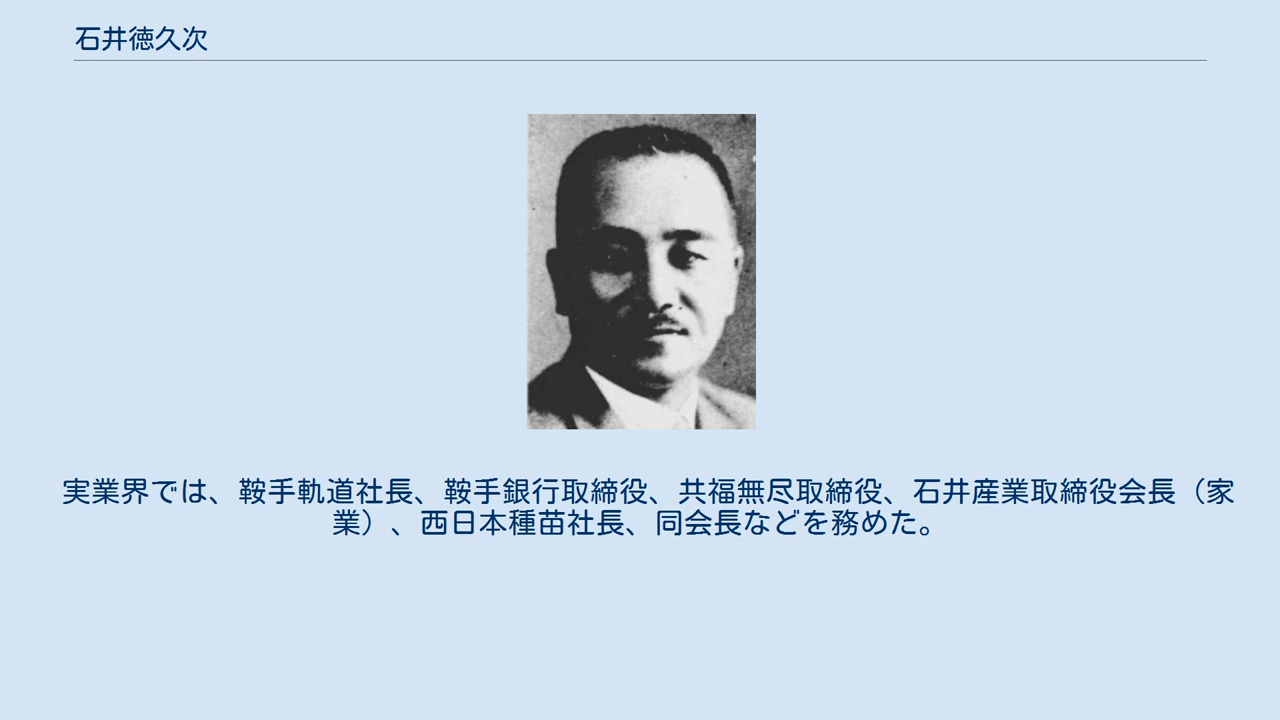 石井徳久次
実業界では、鞍手軌道社長、鞍手銀行取締役、共福無尽取締役、石井産業取締役会長（家
業）、西日本種苗社長、同会長などを務めた。